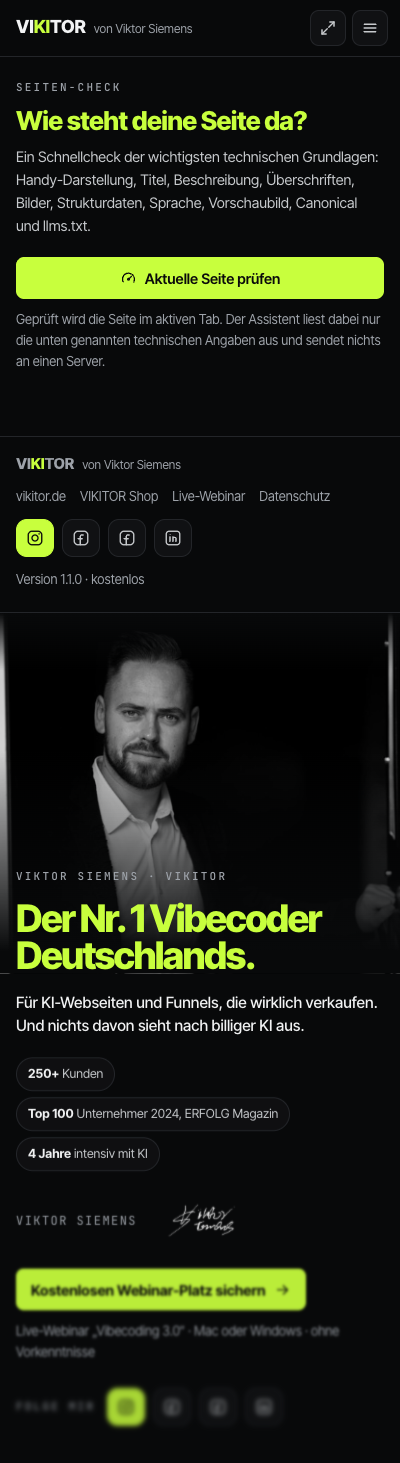 VIKITOR von Viktor Siemens
SEITEN-CHECK
Wie steht deine Seite da?
Ein Schnellcheck der wichtigsten technischen Grundlagen:
Handy-Darstellung, Titel, Beschreibung, Überschriften,
Bilder, Strukturdaten, Sprache, Vorschaubild, Canonical
und llms.txt.
Aktuelle Seite prüfen
Geprüft wird die Seite im aktiven Tab. Der Assistent liest dabei nur
die unten genannten technischen Angaben aus und sendet nichts
an einen Server.
VIKITOR von Viktor Siemens
vikitor.de VIKITOR Shop Live-Webinar Datenschutz
Version 1.1.0 · kostenlos
VIKTOR SIEMENS · VIKITOR
Der Nr. 1 Vibecoder
Deutschlands.
Für KI-Webseiten und Funnels, die wirklich verkaufen.
Und nichts davon sieht nach billiger KI aus.
250+ Kunden
Top 100 Unternehmer 2024, ERFOLG Magazin
4 Jahre intensiv mit KI
VIKTOR SIEMENS
Kostenlosen Webinar-Platz sichern →
Live-Webinar „Vibecoding 3.0" · Mac oder Windows · ohne
Vorkenntnisse
FOLGE MIR